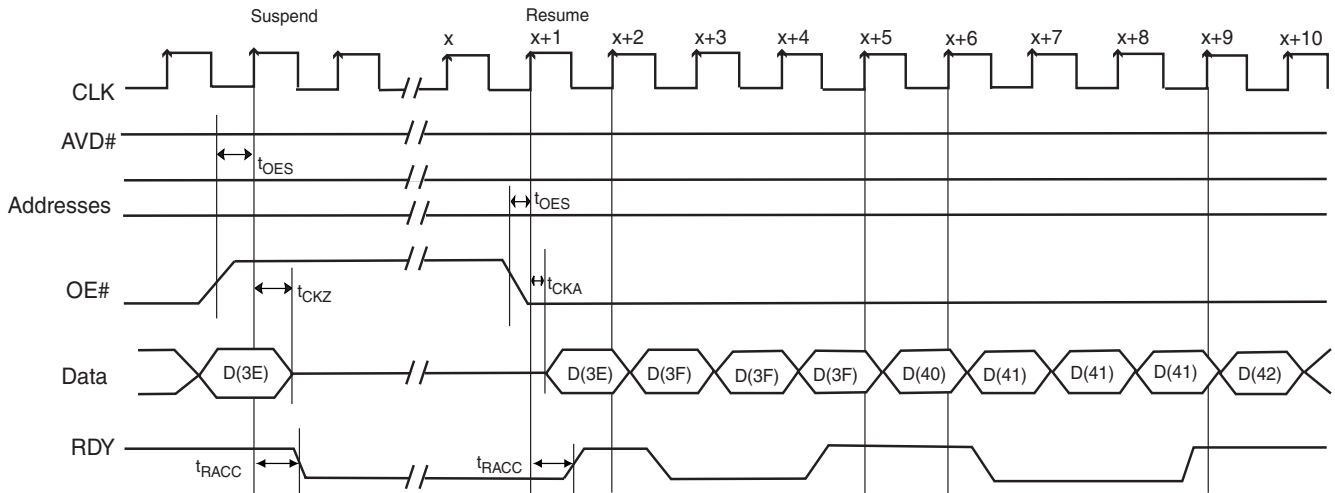 Suspend Resume
x x+1 x+2 x+3 x+4 x+5 x+6 x+7 x+8 x+9 x+10
CLK
AVD#
tOES
Addresses
tOES
OE#
tCKZ tCKA
Data D(3E) D(3E) D(3F) D(3F) D(3F) D(40) D(41) D(41) D(41) D(42)
RDY
tRACC tRACC